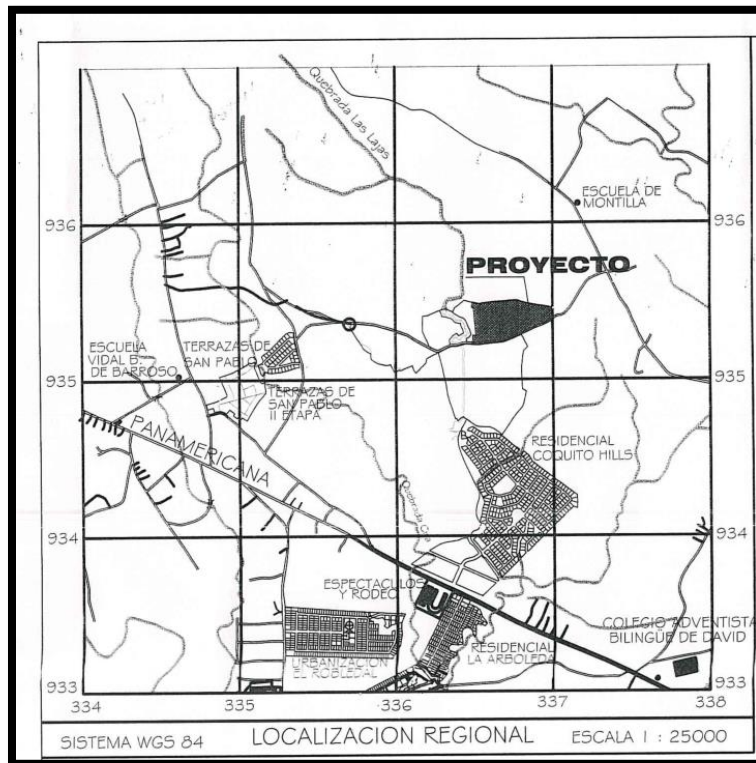 Quebrada Las Lajas
ESCUELA DE
MONTILLA
936
936
PROYECTO
ESCUELA
VIDAL B.
DE BARROSO
TERRAZAS DE
SAN PABLO
935
935
TERRAZAS DE
SAN PABLO
II ETAPA
PANAMERICANA
RESIDENCIAL
COQUITO HILLS
934
934
ESPECTACULOS
Y RODEO
COLEGIO ADVENTISTA
BILINGÜE DE DAVID
RESIDENCIAL
LA ARBOLEDA
URBANIZACION
EL ROBLEDAL
933
933
334
335
336
337
338
SISTEMA WGS 84
LOCALIZACION REGIONAL
ESCALA 1 : 25000